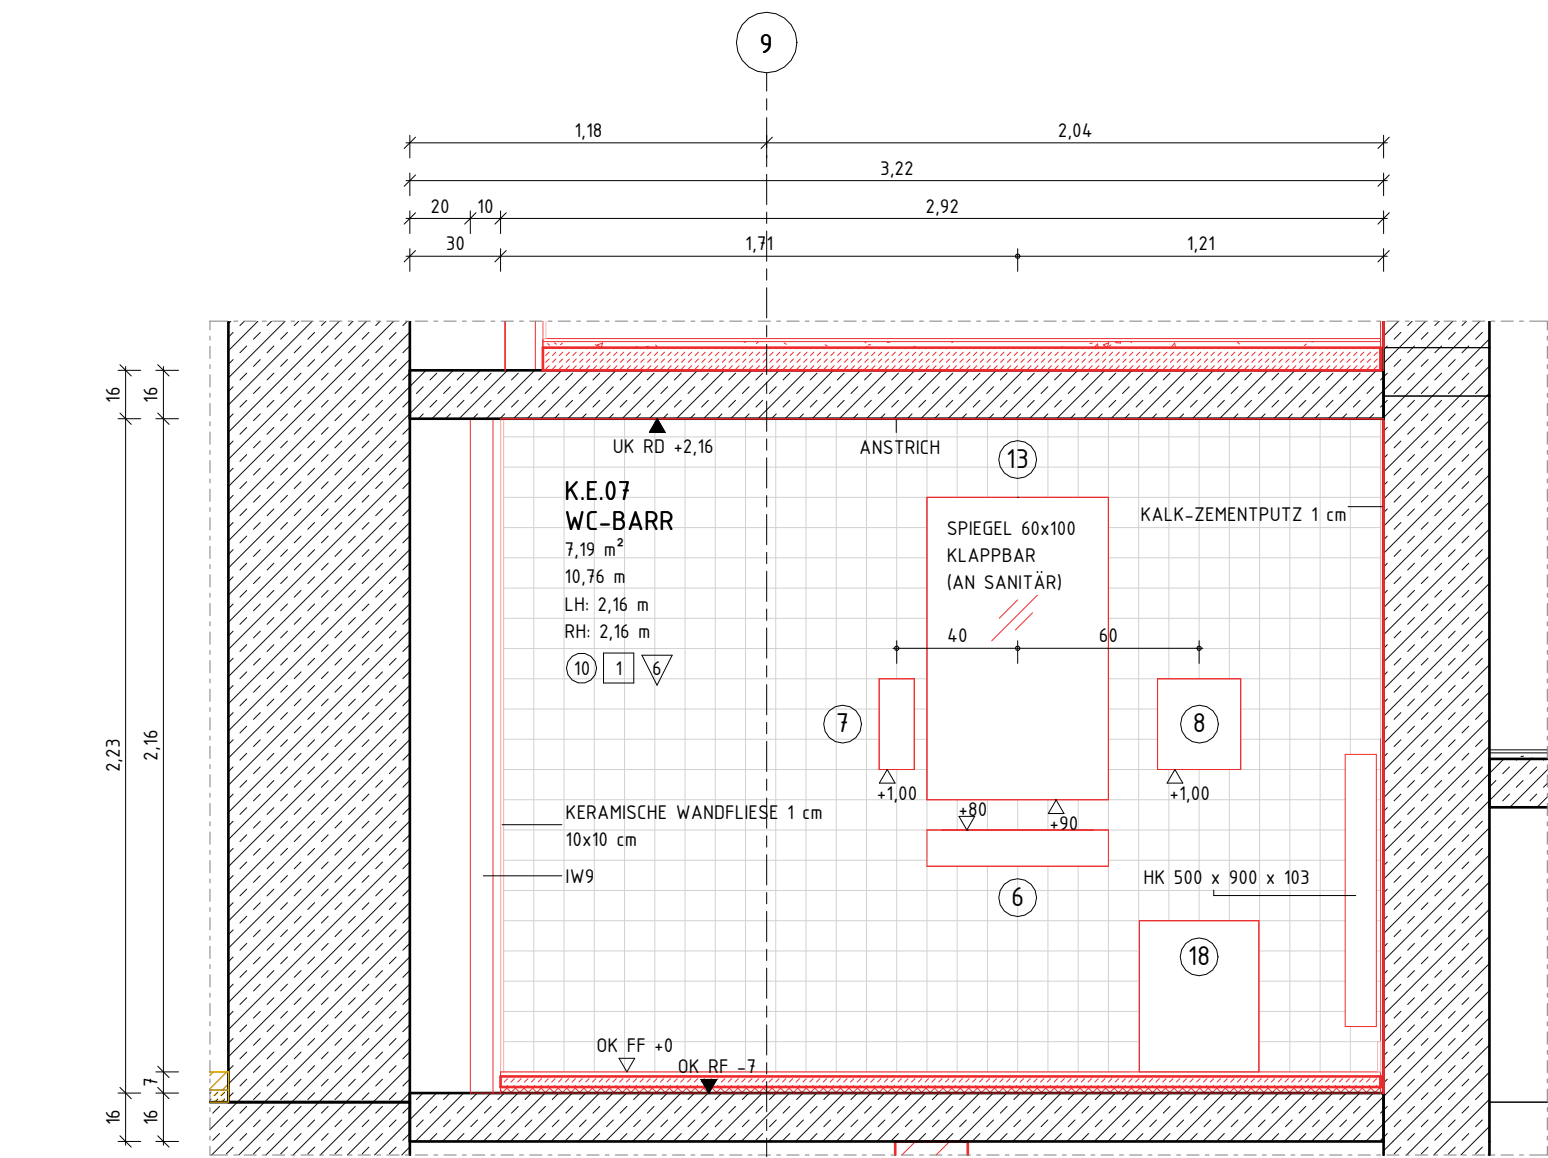 9
1,18 2,04
3,22
20 10 2,92
30 1,71 1,21
16 16
UK RD +2,16
ANSTRICH
13
K.E.07
WC-BARR
7,19 m²
10,76 m
LH: 2,16 m
RH: 2,16 m
10 1 6
SPIEGEL 60x100
KLAPPBAR
(AN SANITÄR)
KALK-ZEMENTPUTZ 1 cm
40 60
7
8
+1,00
+1,00
+80
+90
2,23 2,16
KERAMISCHE WANDFLIESE 1 cm
10x10 cm
IW9
6
HK 500 x 900 x 103
18
OK FF +0
OK RF -7
7
16 16